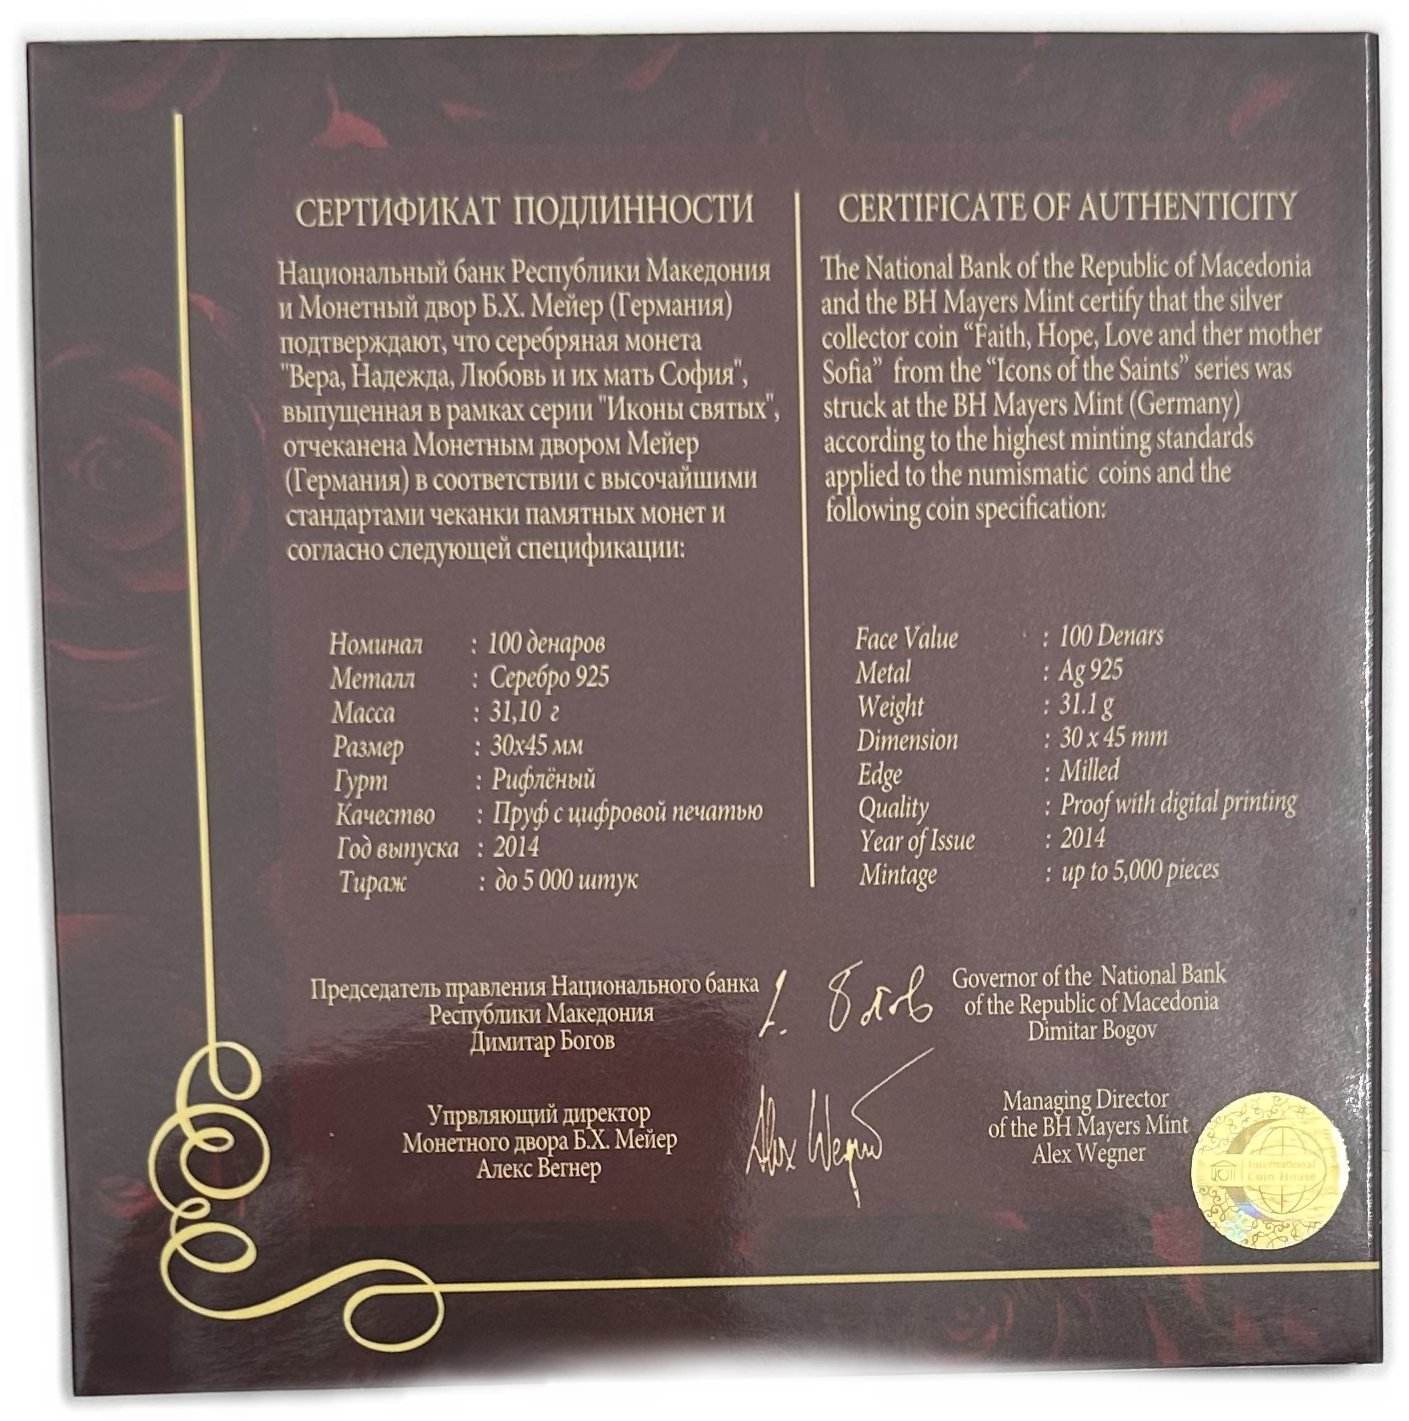 СЕРТИФИКАТ ПОДЛИННОСТИ
Национальный банк Республики Македония
и Монетный двор Б.Х. Мейер (Германия)
подтверждают, что серебряная монета
"Вера, Надежда, Любовь и их мать София",
выпущенная в рамках серии "Иконы святых",
отчеканена Монетным двором Мейер
(Германия) в соответствии с высочайшими
стандартами чеканки памятных монет и
согласно следующей спецификации:
Номинал : 100 денаров
Металл : Серебро 925
Масса : 31,10 г
Размер : 30х45 мм
Гурт : Рифлёный
Качество : Пруф с цифровой печатью
Год выпуска : 2014
Тираж : до 5 000 штук
CERTIFICATE OF AUTHENTICITY
The National Bank of the Republic of Macedonia
and the BH Mayers Mint certify that the silver
collector coin “Faith, Hope, Love and ther mother
Sofia” from the “Icons of the Saints” series was
struck at the BH Mayers Mint (Germany)
according to the highest minting standards
applied to the numismatic coins and the
following coin specification:
Face Value : 100 Denars
Metal : Ag 925
Weight : 31.1 g
Dimension : 30 x 45 mm
Edge : Milled
Quality : Proof with digital printing
Year of Issue : 2014
Mintage : up to 5,000 pieces
Председатель правления Национального банка
Республики Македония
Димитар Богов
Governor of the National Bank
of the Republic of Macedonia
Dimitar Bogov
Упрвляющий директор
Монетного двора Б.Х. Мейер
Алекс Вегнер
Alex Wegner
Managing Director
of the BH Mayers Mint
Alex Wegner
International
Coin House